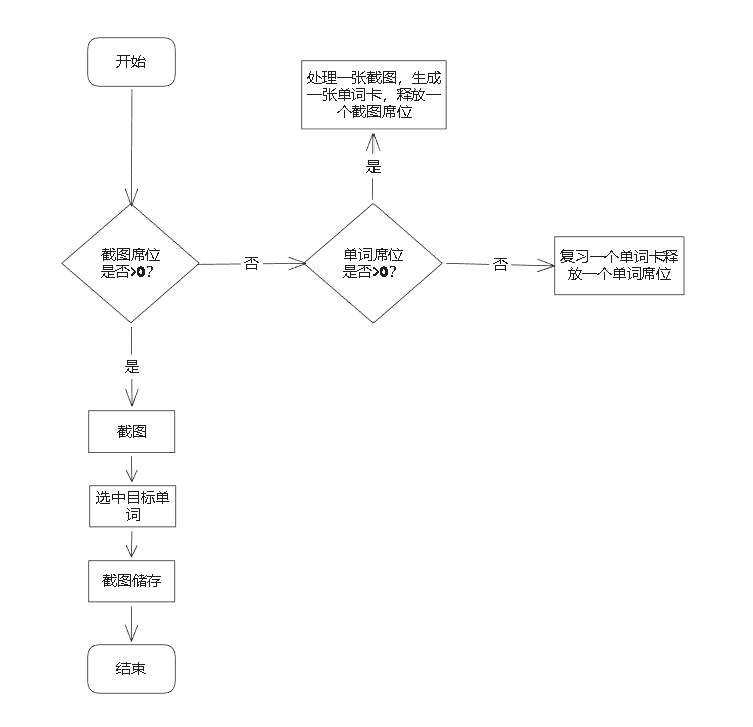 开始
处理一张截图，生成
一张单词卡，释放一
个截图席位
是
截图席位
是否>0？
否
单词席位
是否>0？
否
复习一个单词卡释
放一个单词席位
是
截图
选中目标单
词
截图储存
结束